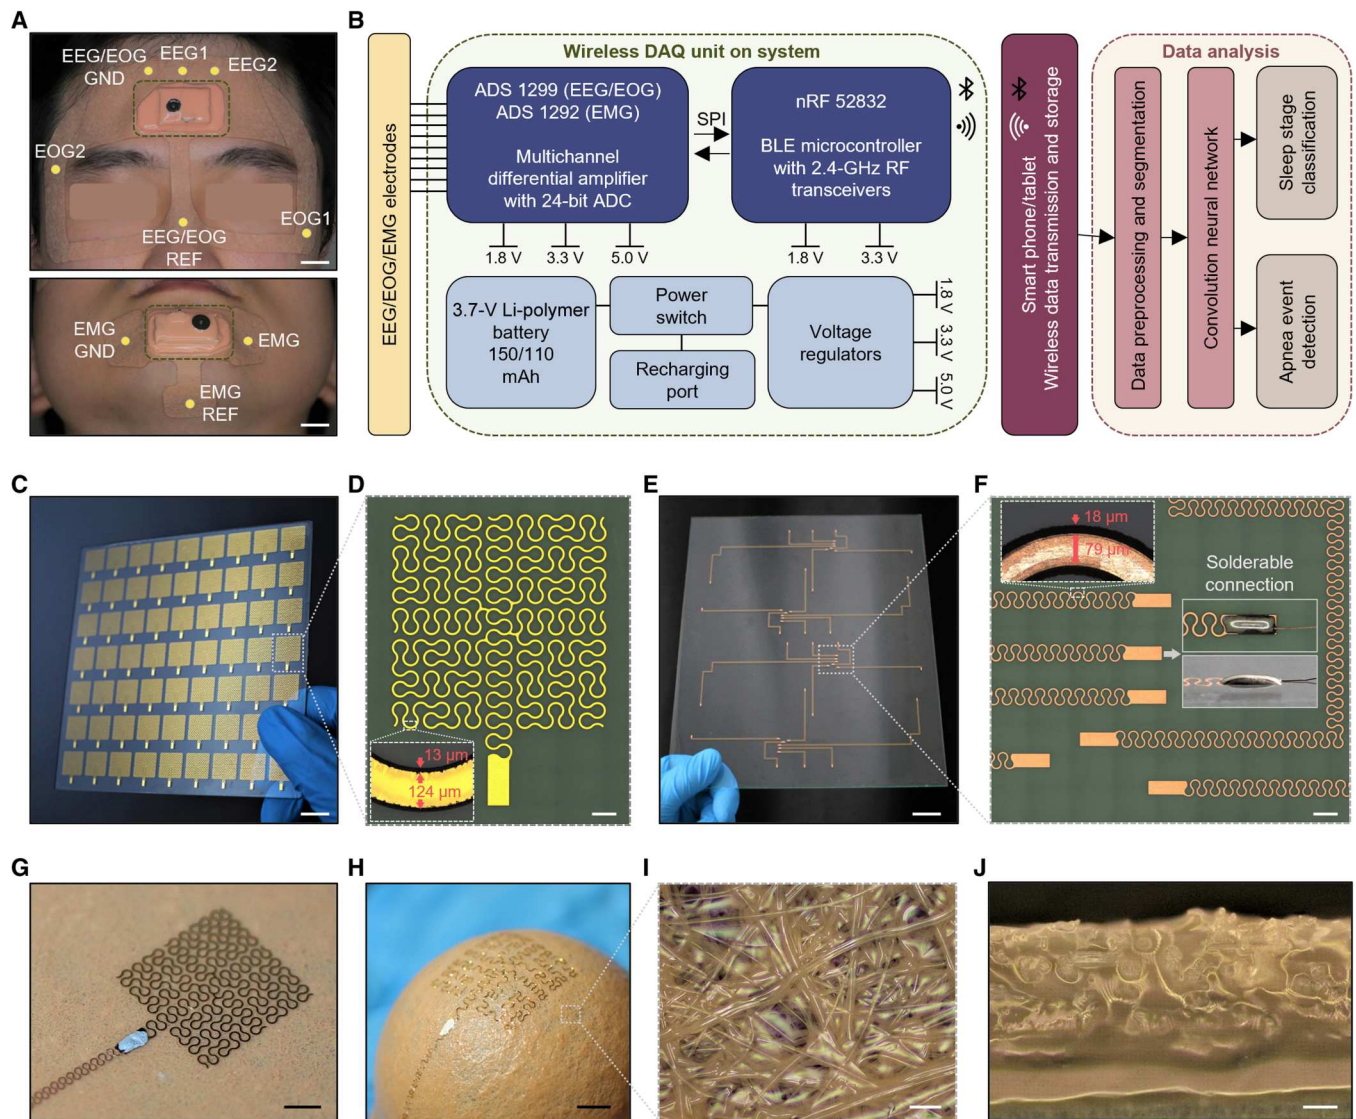 A
EEG/EOG
GND
EEG1
EEG2
EOG2
EEG/EOG
REF
EOG1
EMG
GND
EMG
EMG
REF
B
EEG/EOG/EMG electrodes
Wireless DAQ unit on system
ADS 1299 (EEG/EOG)
ADS 1292 (EMG)
Multichannel
differential amplifier
with 24-bit ADC
SPI
nRF 52832
BLE microcontroller
with 2.4-GHz RF
transceivers
1.8 V
3.3 V
5.0 V
1.8 V
3.3 V
3.7-V Li-polymer
battery
150/110
mAh
Power
switch
Recharging
port
Voltage
regulators
1.8 V
3.3 V
5.0 V
Smart phone/tablet
Wireless data transmission and storage
Data analysis
Data preprocessing and segmentation
Convolution neural network
Sleep stage
classification
Apnea event
detection
C
D
13 µm
124 µm
E
F
18 µm
79 µm
Solderable
connection
G
H
I
J